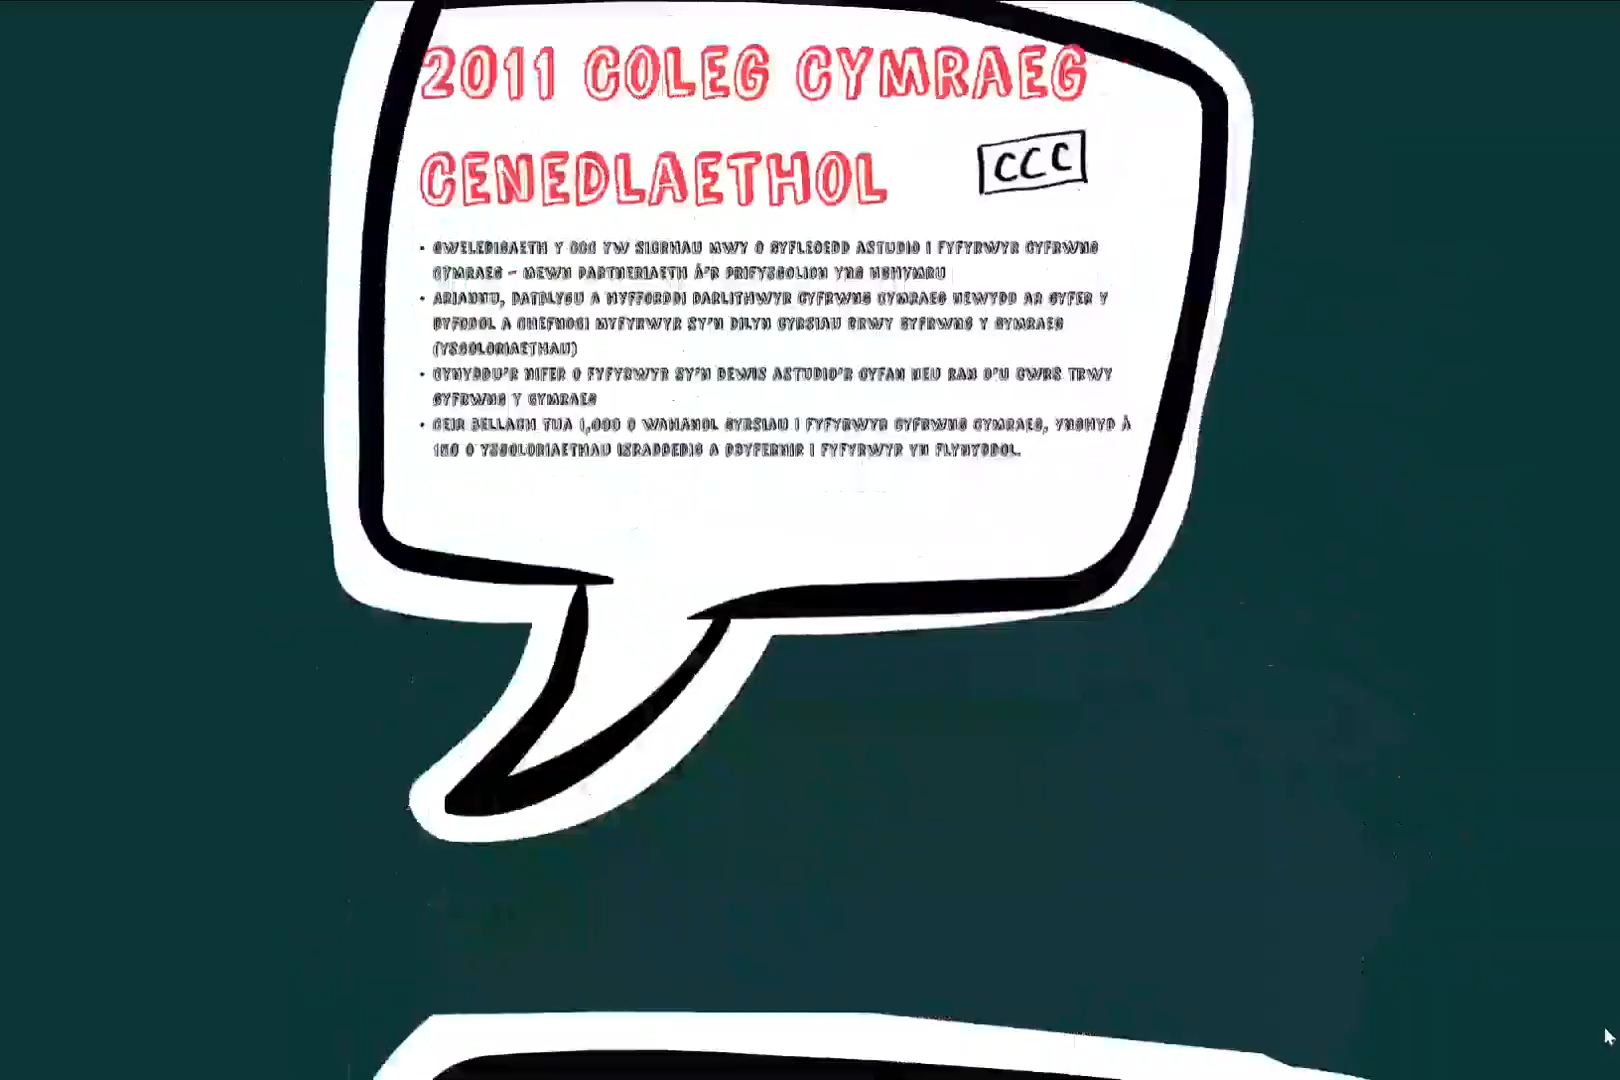 2011 COLEG CYMRAEG
CENEDLAETHOL
CCC
• GWELEDIGAETH Y CCC YW SICRHAU MWY O GYFLEOEDD ASTUDIO I FYFYRWYR CYFRWNG
CYMRAEG – MEWN PARTNERIAETH Â'R PRIFYSGOLION YNG NGHYMRU
• ARIANNU, DATBLYGU A HYFFORDDI DARLITHWYR CYFRWNG CYMRAEG NEWYDD AR GYFER Y
DYFODOL A CHEFNOGI MYFYRWYR SY'N DILYN CYRSIAU DRWY GYFRWNG Y GYMRAEG
(YSGOLORIAETHAU)
• CYNYDDU'R NIFER O FYFYRWYR SY'N DEWIS ASTUDIO'R CYFAN NEU RAN O'U CWRS TRWY
GYFRWNG Y GYMRAEG
• CEIR BELLACH TUA 1,000 O WAHANOL GYRSIAU I FYFYRWYR CYFRWNG CYMRAEG, YNGHYD Â
150 O YSGOLORIAETHAU ISRADDEDIG A DDYFERNIR I FYFYRWYR YN FLYNYDDOL.